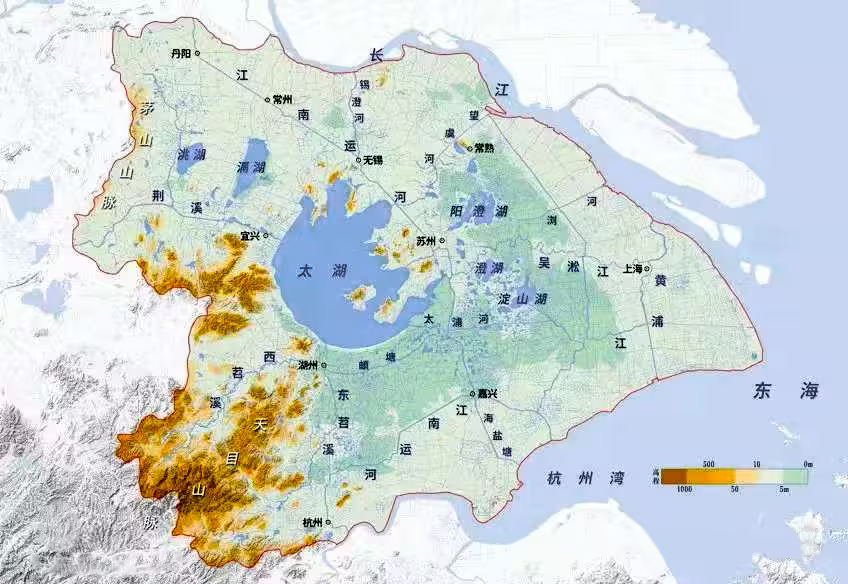 长江
丹阳
江南运河
常州
锡澄河
望虞河
常熟
茅山山脉
洮湖
滆湖
无锡
荆溪
阳澄湖
浏河
宜兴
苏州
太湖
澄湖
吴淞江
上海
黄浦江
淀山湖
太浦河
西苕溪
湖州
頔塘
东苕溪
嘉兴
海盐塘
江南运河
天目山脉
杭州
杭州湾
东海
高程
500
10
0m
1000
50
5m